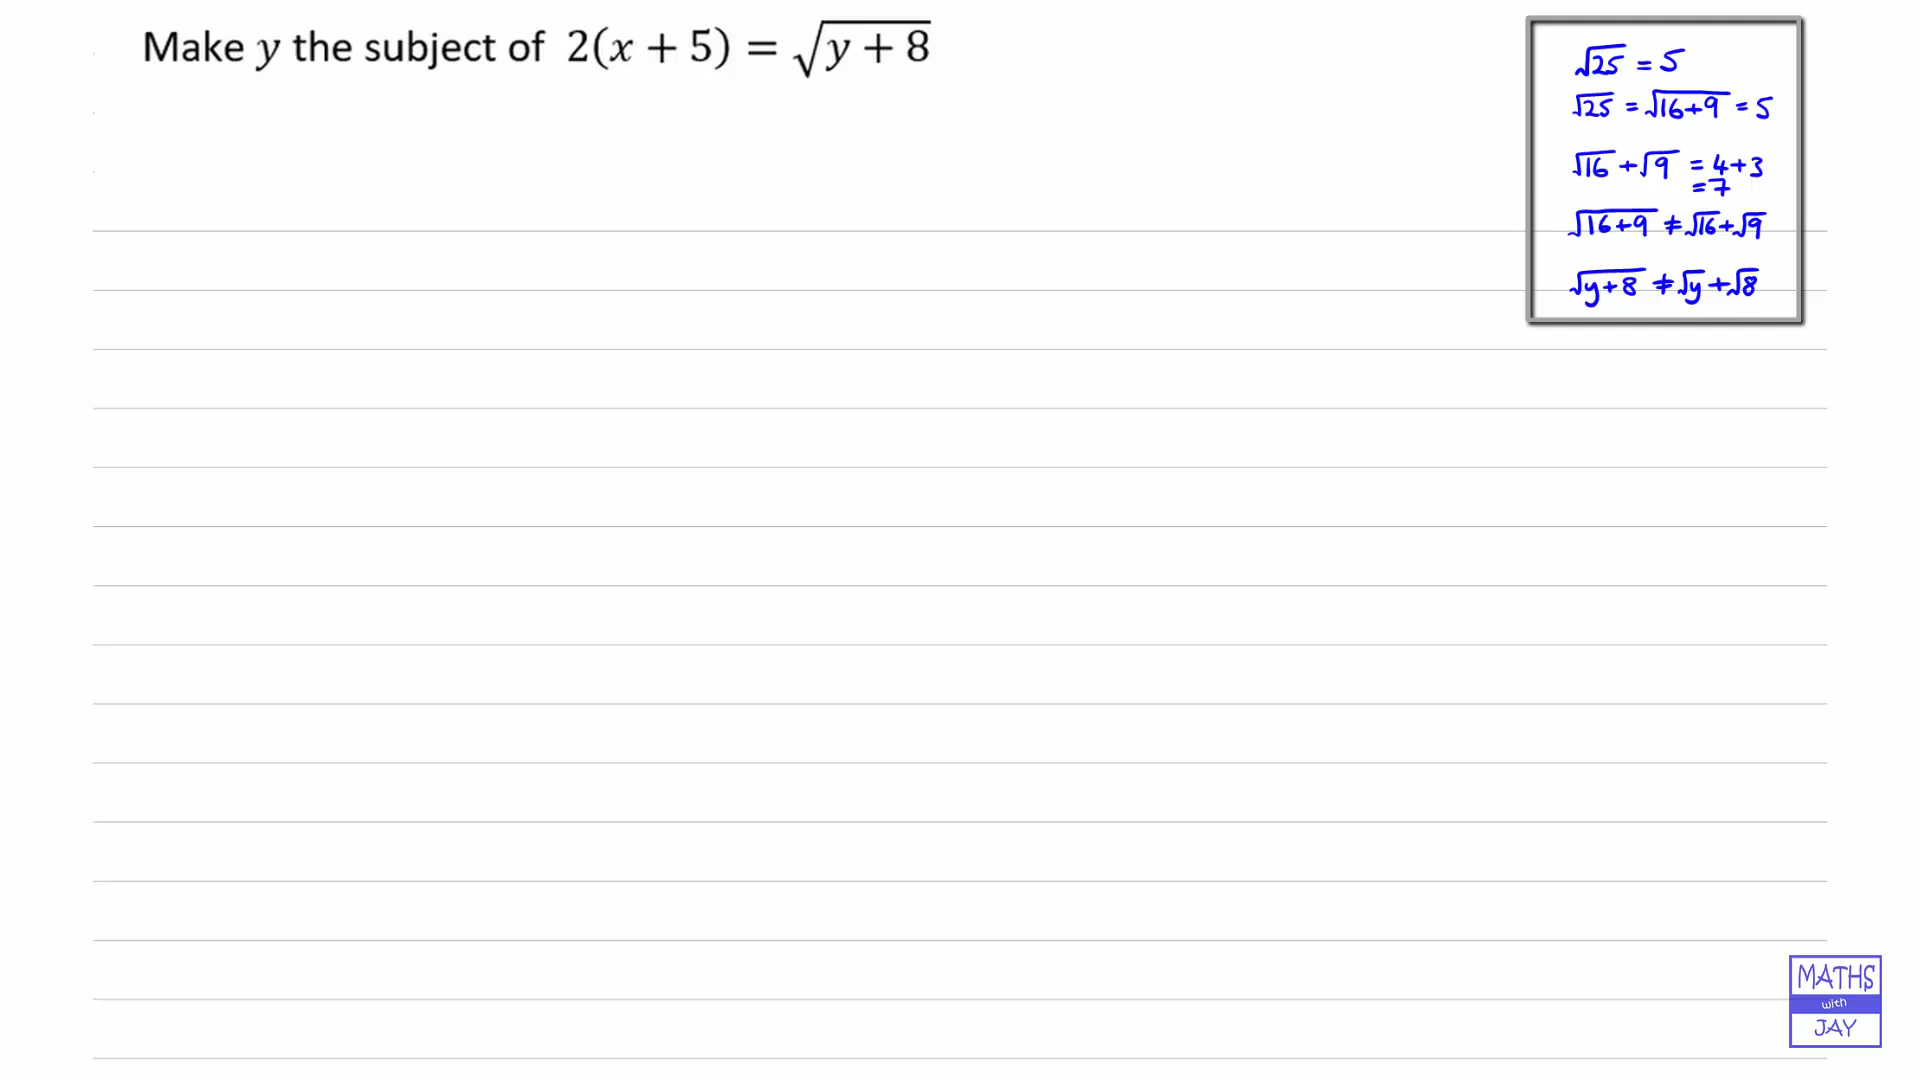 Make y the subject of 2(x + 5) = √(y + 8)
√25 = 5
√25 = √(16+9) = 5
√16 + √9 = 4+3
= 7
√(16+9) ≠ √16 + √9
√(y+8) ≠ √y + √8
MATHS
with
JAY